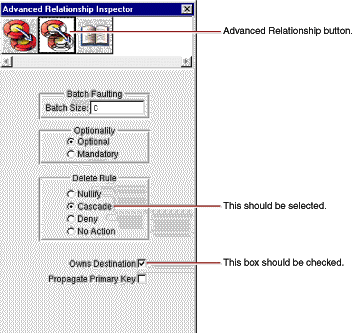 Advanced Relationship Inspector
Advanced Relationship button.
Batch Faulting
Batch Size: 0
Optionality
Optional
Mandatory
Delete Rule
Nullify
Cascade
This should be selected.
Deny
No Action
Owns Destination
This box should be checked.
Propagate Primary Key